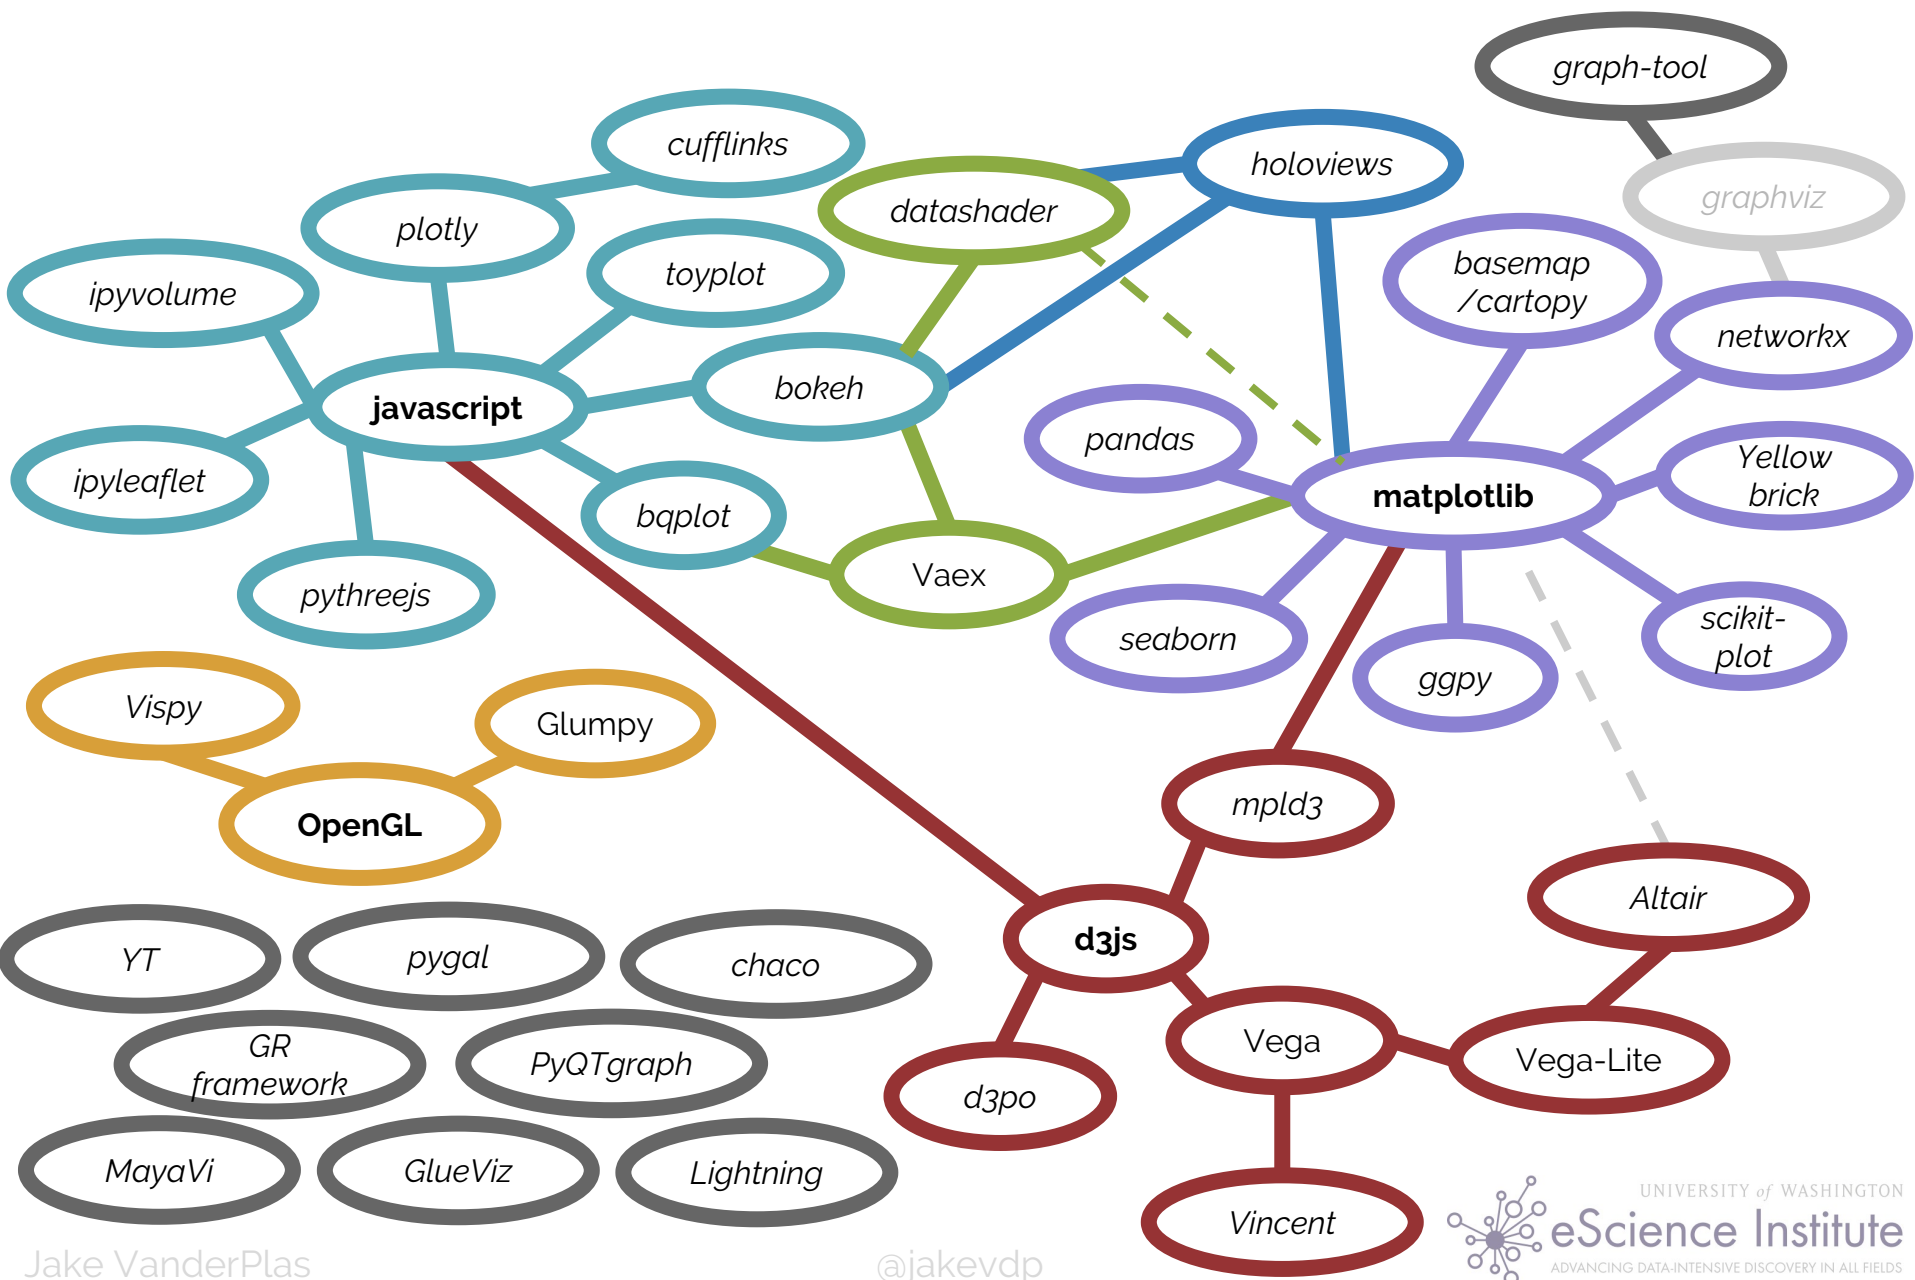 graph-tool
cufflinks
holoviews
graphviz
datashader
plotly
toyplot
basemap
/cartopy
ipyvolume
networkx
bokeh
javascript
pandas
Yellow
brick
matplotlib
ipyleaflet
bqplot
Vaex
pythreejs
seaborn
scikit-
plot
ggpy
Vispy
Glumpy
OpenGL
mpld3
Altair
d3js
YT
pygal
chaco
GR
framework
PyQTgraph
Vega
Vega-Lite
d3po
MayaVi
GlueViz
Lightning
Vincent
UNIVERSITY of WASHINGTON
eScience Institute
ADVANCING DATA-INTENSIVE DISCOVERY IN ALL FIELDS
Jake VanderPlas
@jakevdp